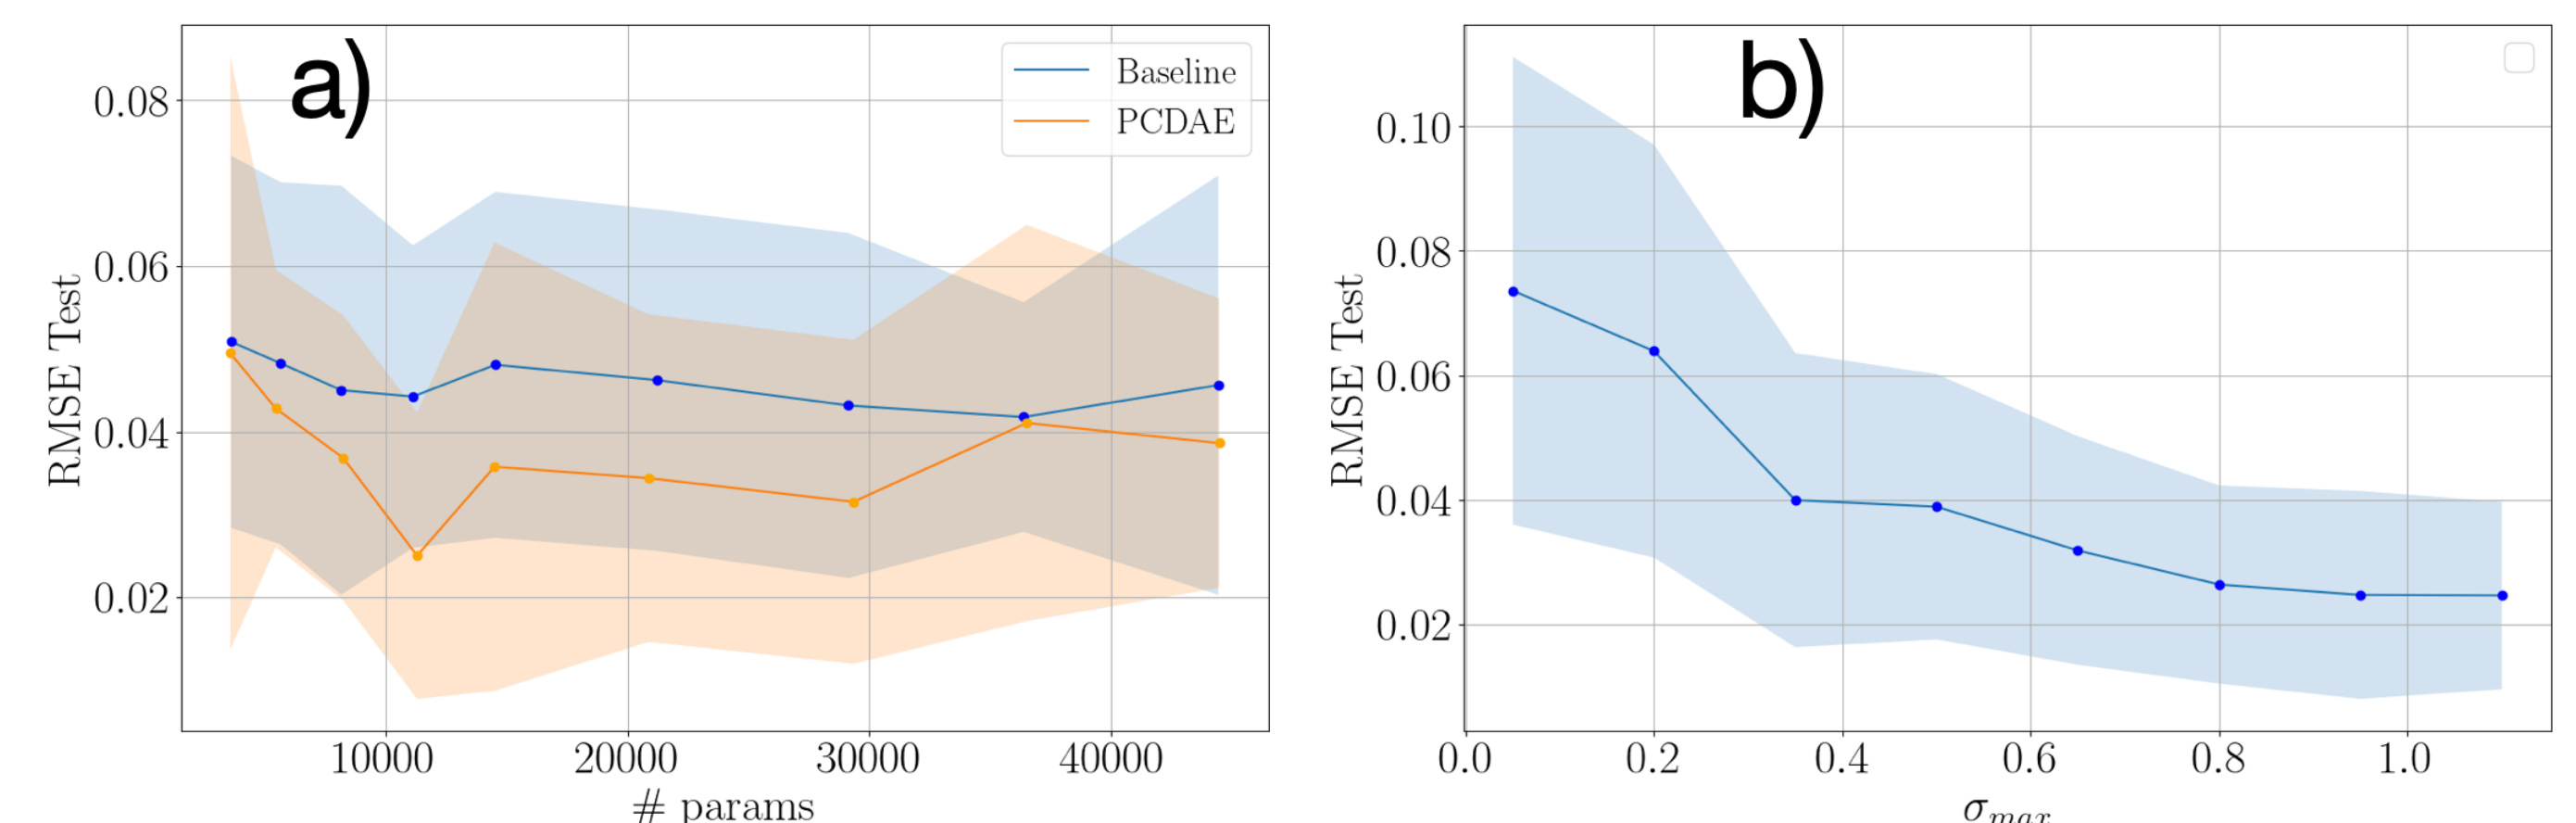 a)
Baseline
PCDAE
0.08
0.06
0.04
0.02
RMSE Test
10000 20000 30000 40000
# params
b)
0.10
0.08
0.06
0.04
0.02
RMSE Test
0.0 0.2 0.4 0.6 0.8 1.0
σmax